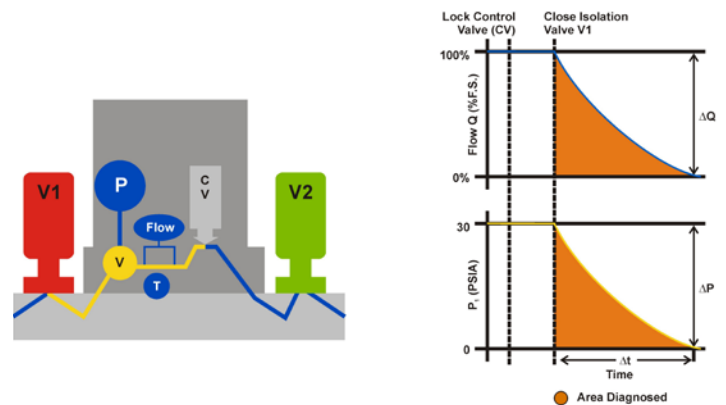 V1
P
V
Flow
T
C
V
V2
Lock Control
Valve (CV)
Close Isolation
Valve V1
100%
Flow Q (%F.S.)
0%
ΔQ
30
P₁ (PSIA)
0
ΔP
Δt
Time
Area Diagnosed